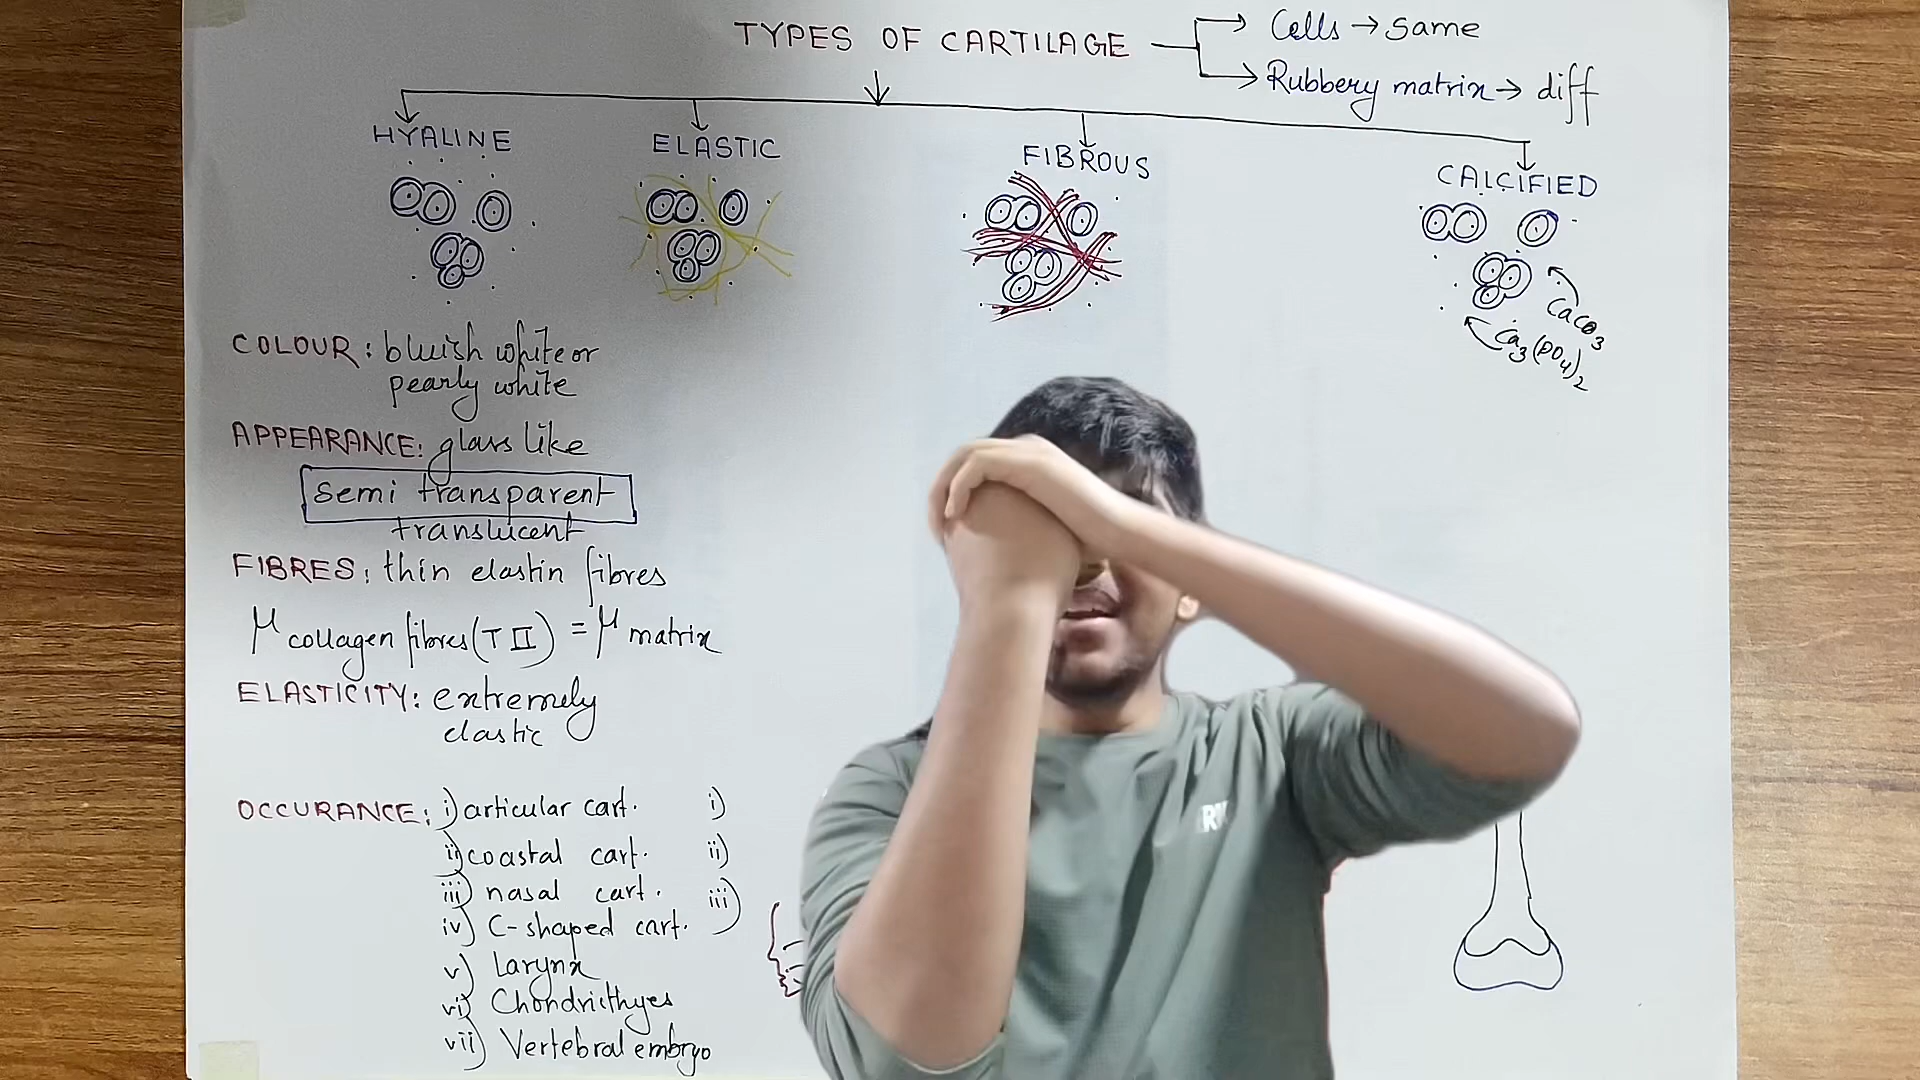 TYPES OF CARTILAGE
Cells → same
Rubbery matrix → diff
HYALINE
ELASTIC
FIBROUS
CALCIFIED
CaCO3
Ca3(PO4)2
COLOUR: bluish white or
pearly white
APPEARANCE: glass like
semi transparent
translucent
FIBRES: thin elastin fibres
μ collagen fibres (T II) = μ matrix
ELASTICITY: extremely
elastic
OCCURANCE: i) articular cart.
ii) coastal cart.
iii) nasal cart.
iv) C-shaped cart.
v) Larynx
vi) Chondricthyes
vii) Vertebral embryo
i)
ii)
iii)